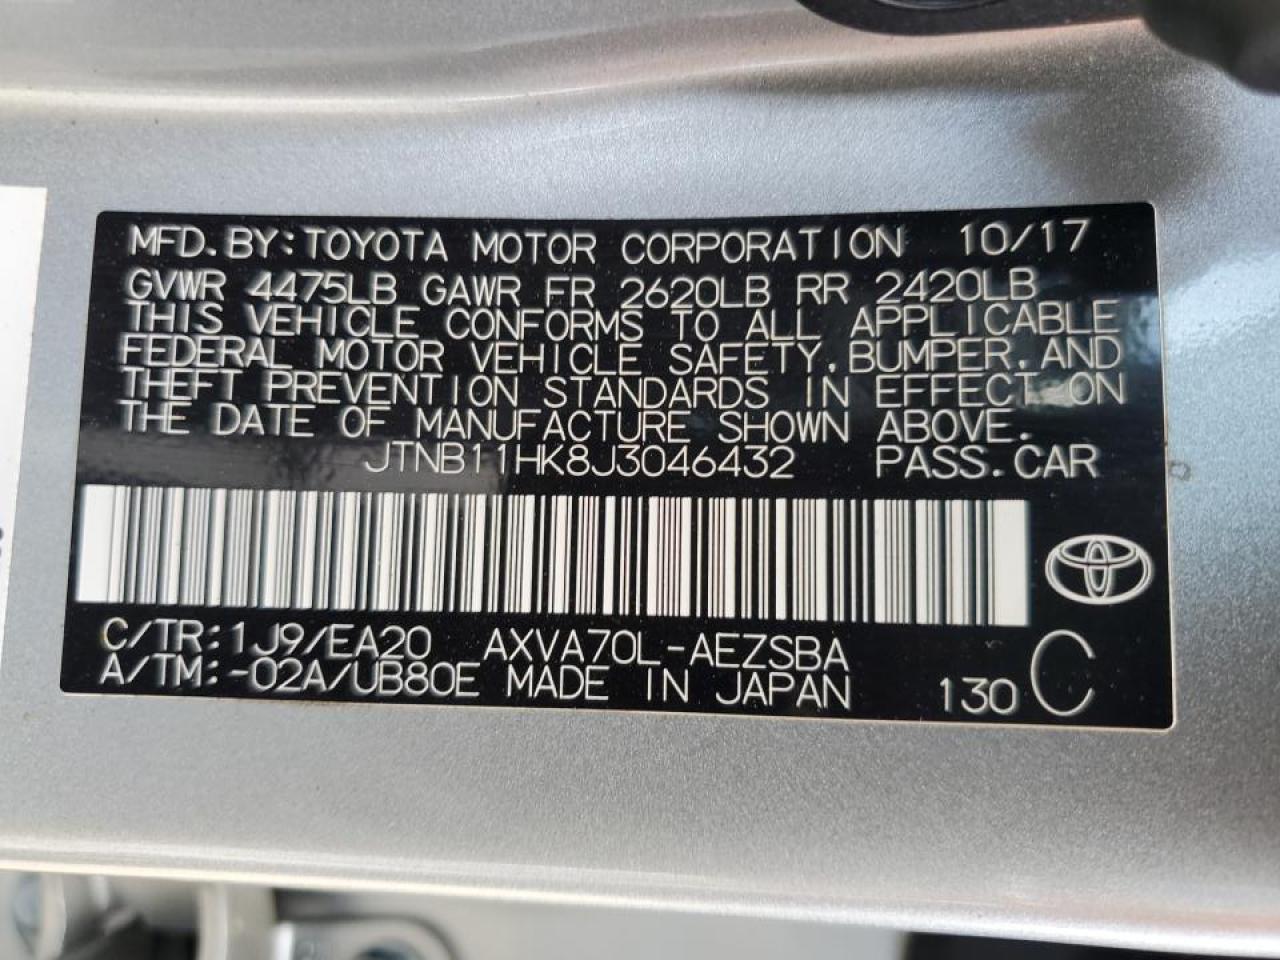 MFD.BY:TOYOTA MOTOR CORPORATION 10/17
GVWR 4475LB GAWR FR 2620LB RR 2420LB
THIS VEHICLE CONFORMS TO ALL APPLICABLE
FEDERAL MOTOR VEHICLE SAFETY,BUMPER,AND
THEFT PREVENTION STANDARDS IN EFFECT ON
THE DATE OF MANUFACTURE SHOWN ABOVE.
JTNB11HK8J3046432 PASS.CAR
C/TR:1J9/EA20 AXVA70L-AEZSBA
A/TM:-02A/UB80E MADE IN JAPAN 130 C